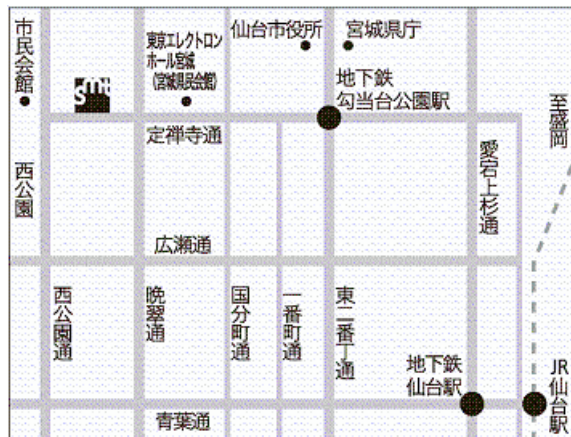 市民会館
smt
東京エレクトロン
ホール宮城
(宮城県民会館)
仙台市役所
宮城県庁
地下鉄
勾当台公園駅
至盛岡
定禅寺通
西公園
愛宕上杉通
広瀬通
西公園通
晩翠通
国分町通
一番町通
東二番丁通
地下鉄
仙台駅
JR
仙台駅
青葉通